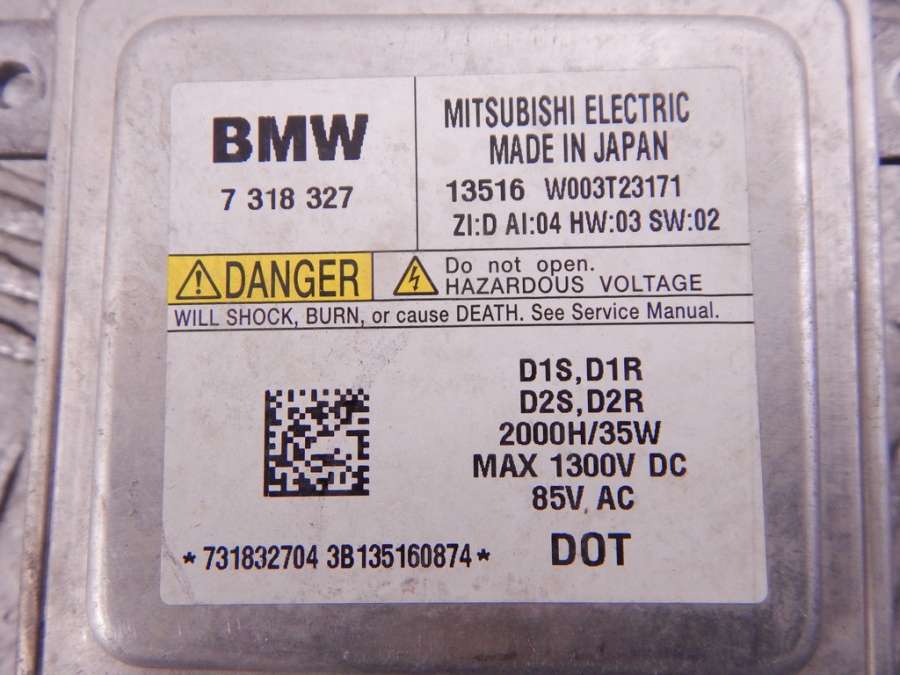 BMW
7 318 327
MITSUBISHI ELECTRIC
MADE IN JAPAN
13516 W003T23171
ZI:D AI:04 HW:03 SW:02
DANGER
Do not open.
HAZARDOUS VOLTAGE
WILL SHOCK, BURN, or cause DEATH. See Service Manual.
D1S,D1R
D2S,D2R
2000H/35W
MAX 1300V DC
85V AC
DOT
*731832704 3B135160874*